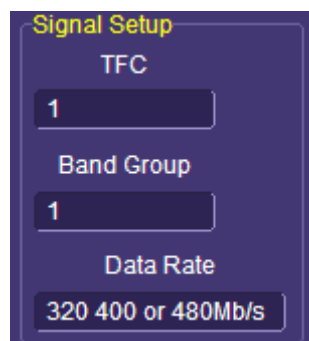 Signal Setup
TFC
1
Band Group
1
Data Rate
320 400 or 480Mb/s